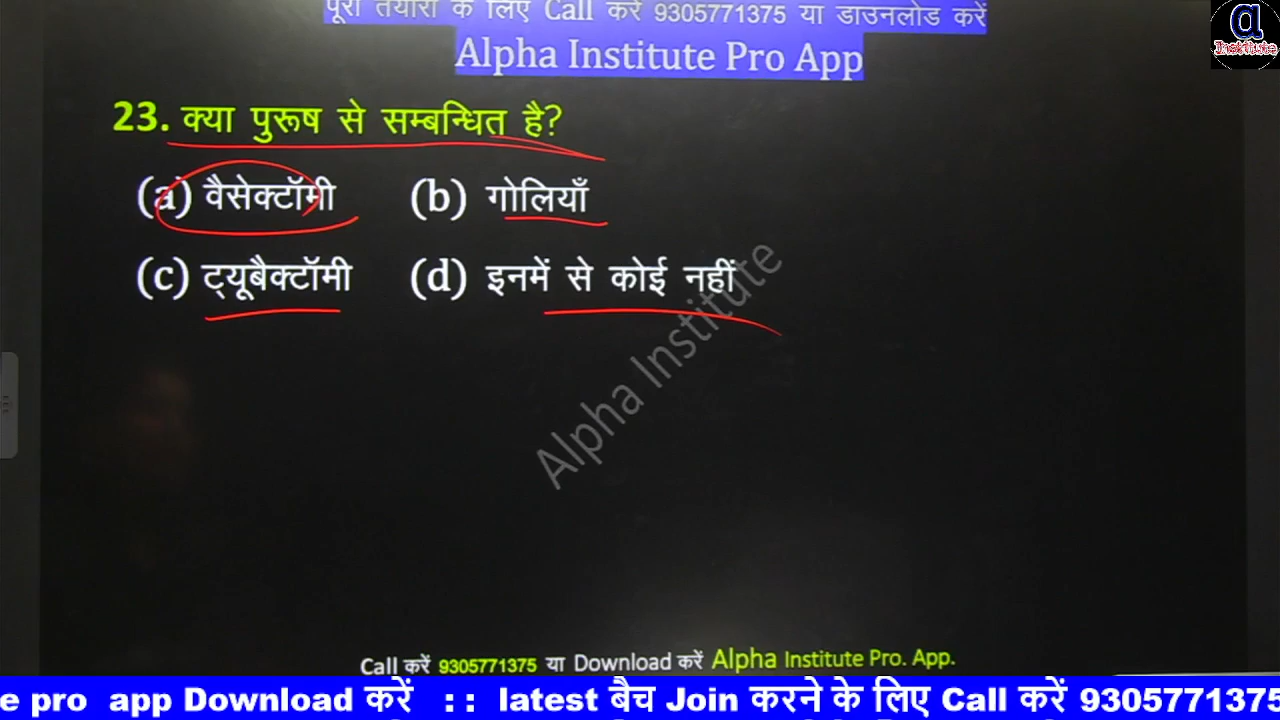 पूरी तैयारी के लिए Call करें 9305771375 या डाउनलोड करें
Alpha Institute Pro App
α
Institute
23. क्या पुरूष से सम्बन्धित है?
(a) वैसेक्टॉमी (b) गोलियाँ
(c) ट्यूबैक्टॉमी (d) इनमें से कोई नहीं
Alpha Institute
Call करें 9305771375 या Download करें Alpha Institute Pro. App.
e pro app Download करें :: latest बैच Join करने के लिए Call करें 9305771375